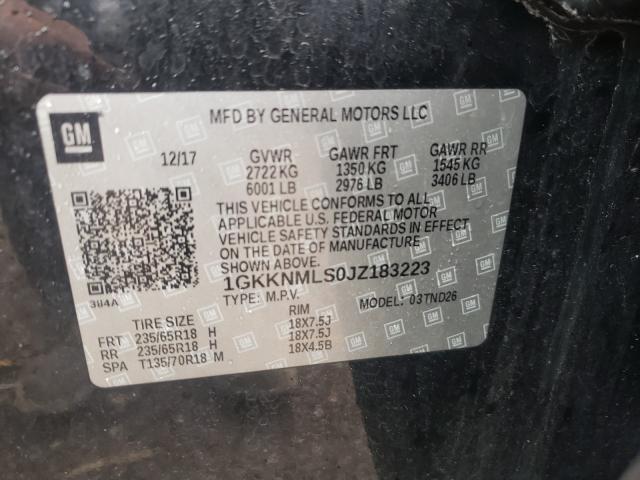 GM
MFD BY GENERAL MOTORS LLC
12/17 GVWR GAWR FRT GAWR RR
2722 KG 1350 KG 1545 KG
6001 LB 2976 LB 3406 LB
THIS VEHICLE CONFORMS TO ALL
APPLICABLE U.S. FEDERAL MOTOR
VEHICLE SAFETY STANDARDS IN EFFECT
ON THE DATE OF MANUFACTURE
SHOWN ABOVE.
1GKKNMLS0JZ183223
TYPE: M.P.V. MODEL: 03TND26
TIRE SIZE RIM
FRT 235/65R18 H 18X7.5J
RR 235/65R18 H 18X7.5J
SPA T135/70R18 M 18X4.5B